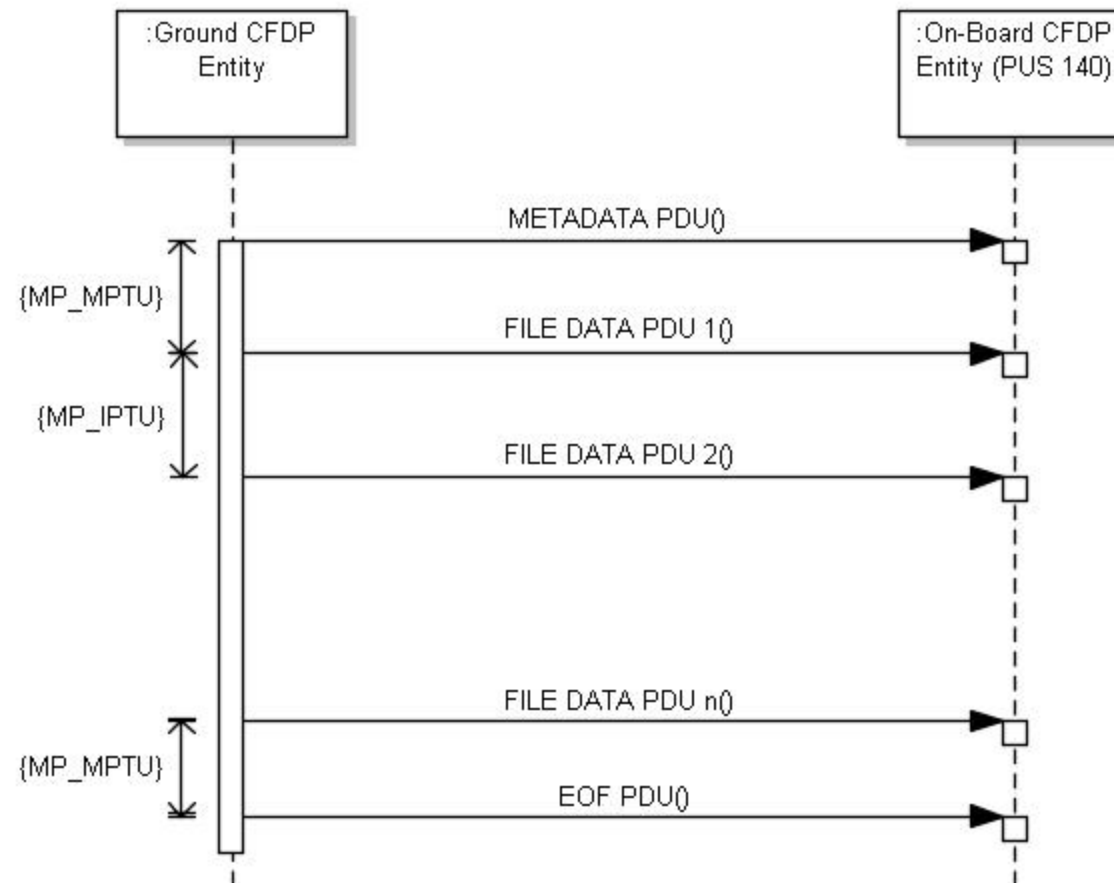 :Ground CFDP
Entity
:On-Board CFDP
Entity (PUS 140)
METADATA PDU()
{MP_MPTU}
FILE DATA PDU 1()
{MP_IPTU}
FILE DATA PDU 2()
FILE DATA PDU n()
{MP_MPTU}
EOF PDU()